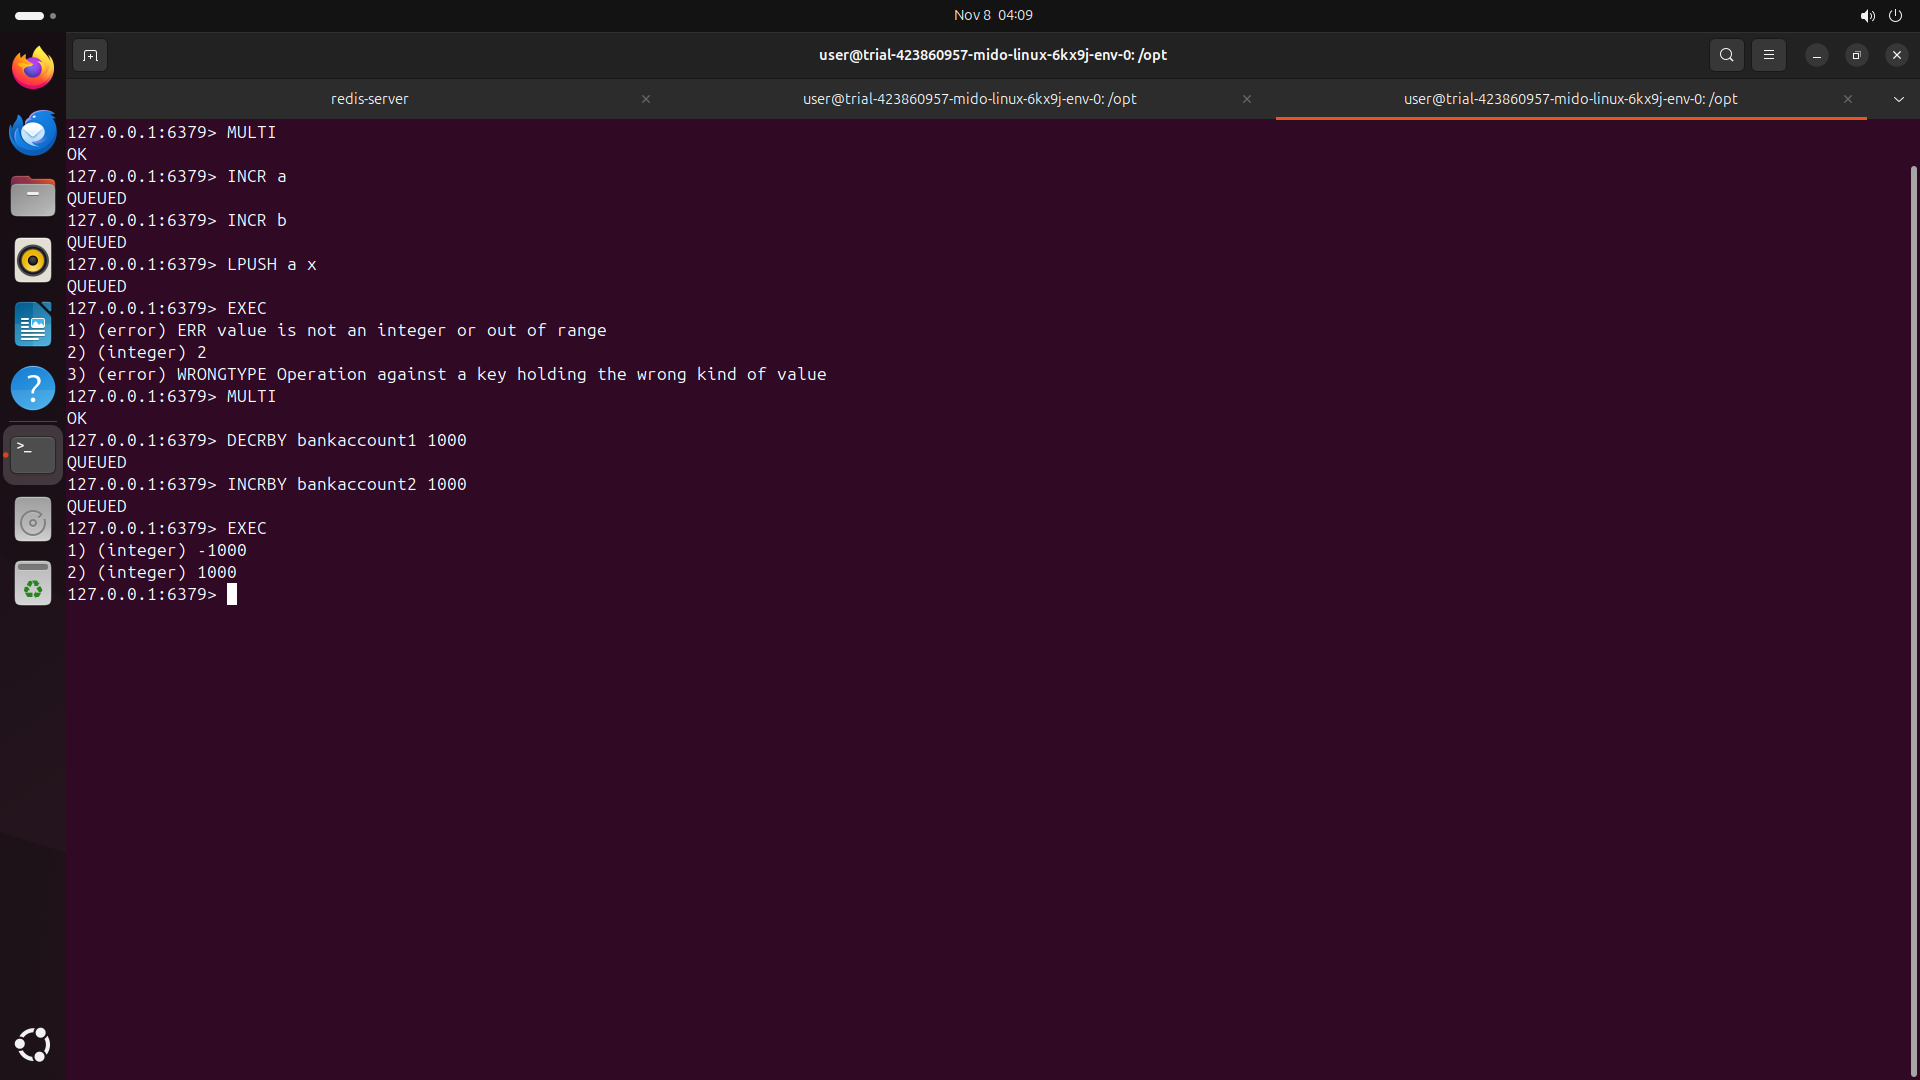 Nov 8 04:09
user@trial-423860957-mido-linux-6kx9j-env-0: /opt
redis-server
user@trial-423860957-mido-linux-6kx9j-env-0: /opt
user@trial-423860957-mido-linux-6kx9j-env-0: /opt
127.0.0.1:6379> MULTI
OK
127.0.0.1:6379> INCR a
QUEUED
127.0.0.1:6379> INCR b
QUEUED
127.0.0.1:6379> LPUSH a x
QUEUED
127.0.0.1:6379> EXEC
1) (error) ERR value is not an integer or out of range
2) (integer) 2
3) (error) WRONGTYPE Operation against a key holding the wrong kind of value
127.0.0.1:6379> MULTI
OK
127.0.0.1:6379> DECRBY bankaccount1 1000
QUEUED
127.0.0.1:6379> INCRBY bankaccount2 1000
QUEUED
127.0.0.1:6379> EXEC
1) (integer) -1000
2) (integer) 1000
127.0.0.1:6379>